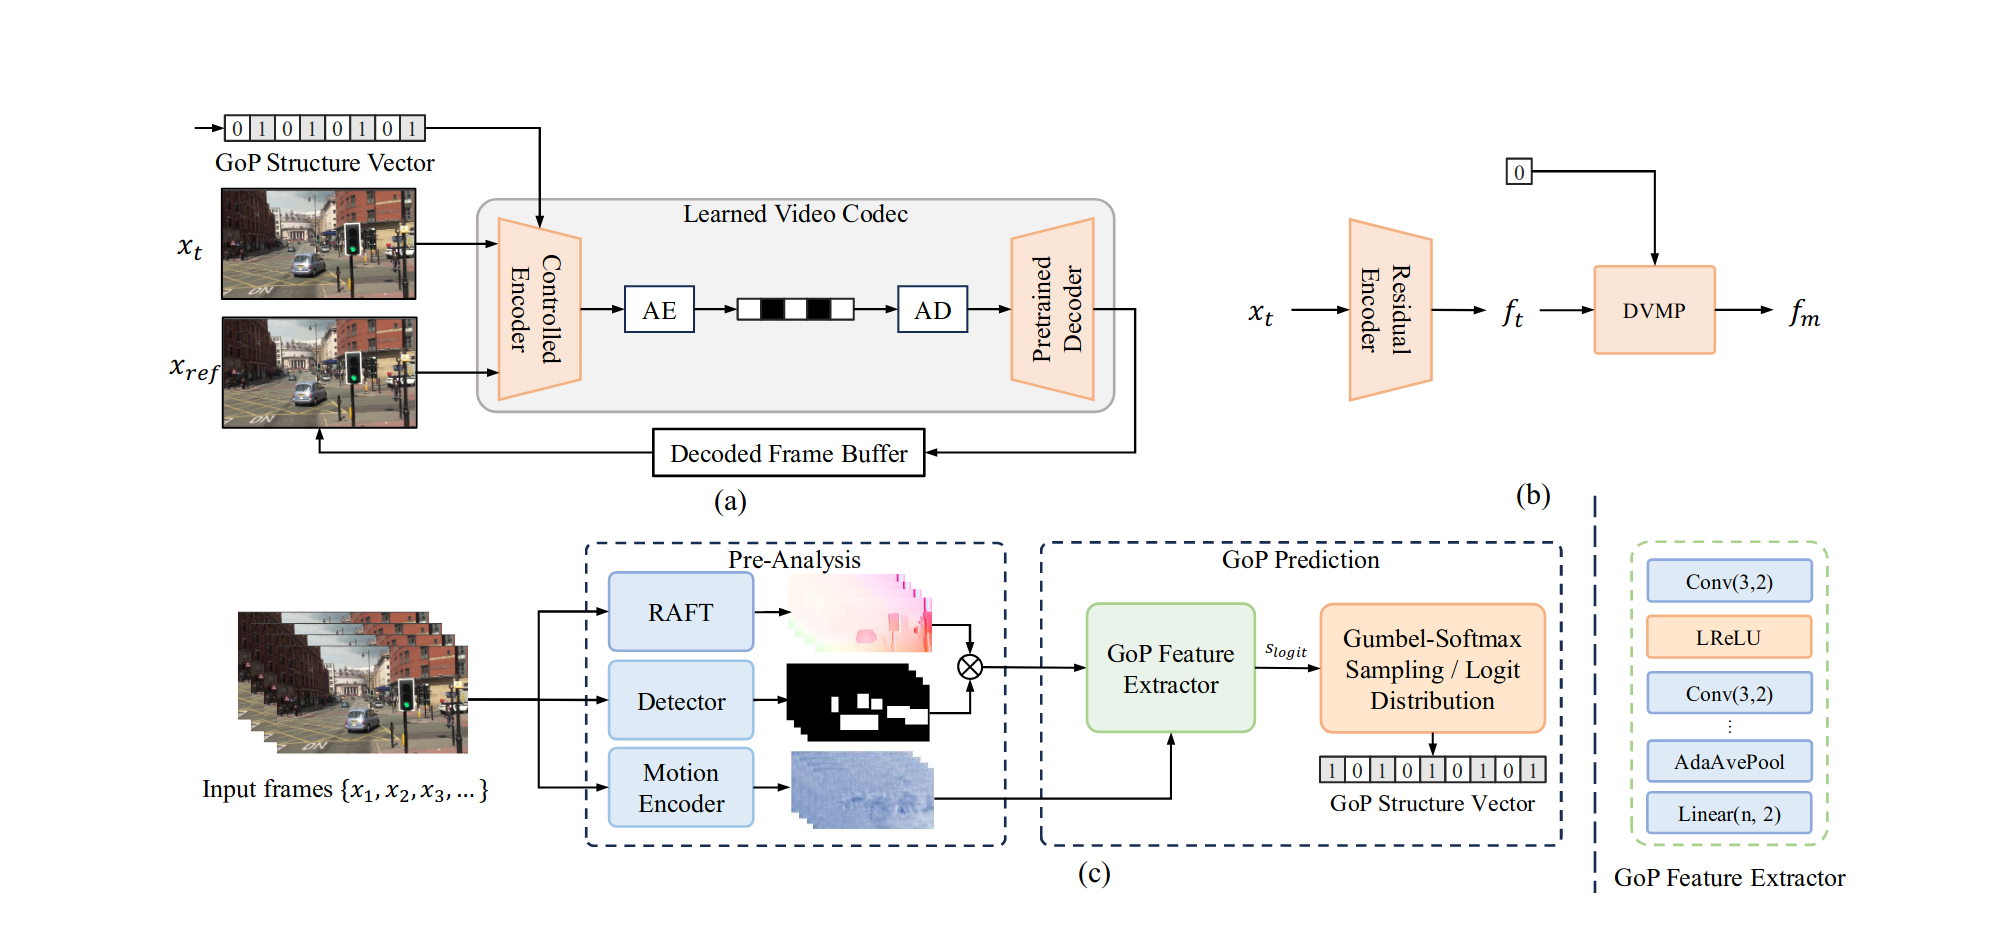 0 1 0 1 0 1 0 1
GoP Structure Vector
x_t
x_ref
Learned Video Codec
Controlled
Encoder
AE
AD
Pretrained
Decoder
Decoded Frame Buffer
(a)
0
x_t
Residual
Encoder
f_t
DVMP
f_m
(b)
Input frames {x_1, x_2, x_3, ...}
Pre-Analysis
RAFT
Detector
Motion
Encoder
GoP Prediction
GoP Feature
Extractor
s_logit
Gumbel-Softmax
Sampling / Logit
Distribution
1 0 1 0 1 0 1 0 1
GoP Structure Vector
(c)
Conv(3,2)
LReLU
Conv(3,2)
⋮
AdaAvePool
Linear(n, 2)
GoP Feature Extractor